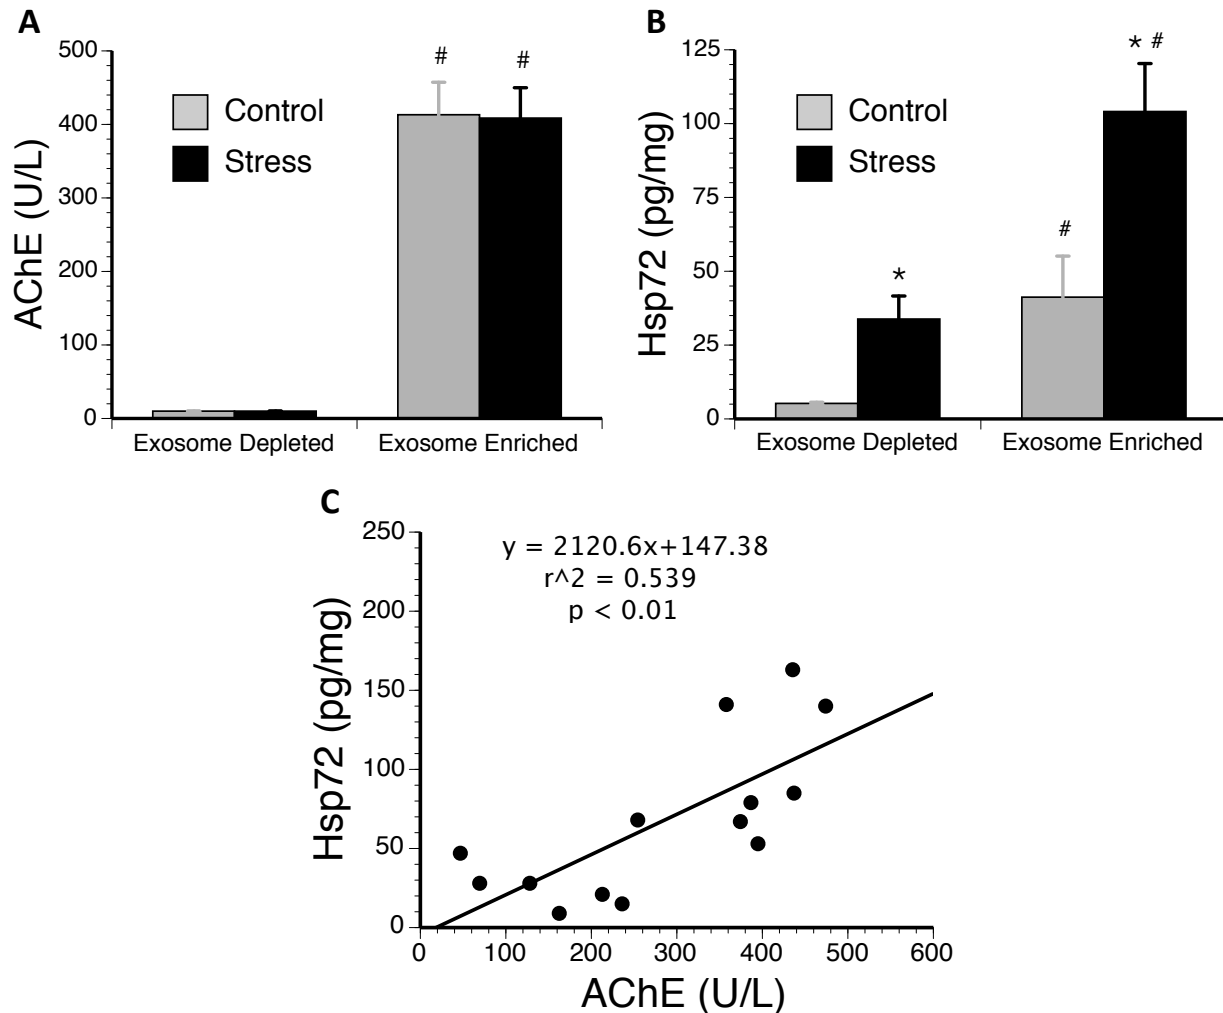 A
500
400
300
200
100
0
AChE (U/L)
Control
Stress
# #
Exosome Depleted Exosome Enriched
B
125
100
75
50
25
0
Hsp72 (pg/mg)
Control
Stress
*
#
* #
Exosome Depleted Exosome Enriched
C
250
200
150
100
50
0
Hsp72 (pg/mg)
y = 2120.6x+147.38
r^2 = 0.539
p < 0.01
0 100 200 300 400 500 600
AChE (U/L)